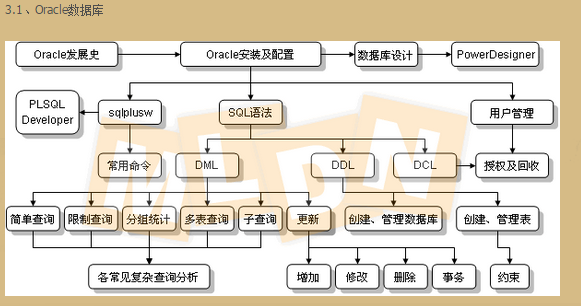 3.1、Oracle数据库
Oracle发展史
Oracle安装及配置
数据库设计
PowerDesigner
PLSQL
Developer
sqlplusw
SQL语法
用户管理
常用命令
DML
DDL
DCL
授权及回收
简单查询
限制查询
分组统计
多表查询
子查询
更新
创建、管理数据库
创建、管理表
各常见复杂查询分析
增加
修改
删除
事务
约束
MLDN